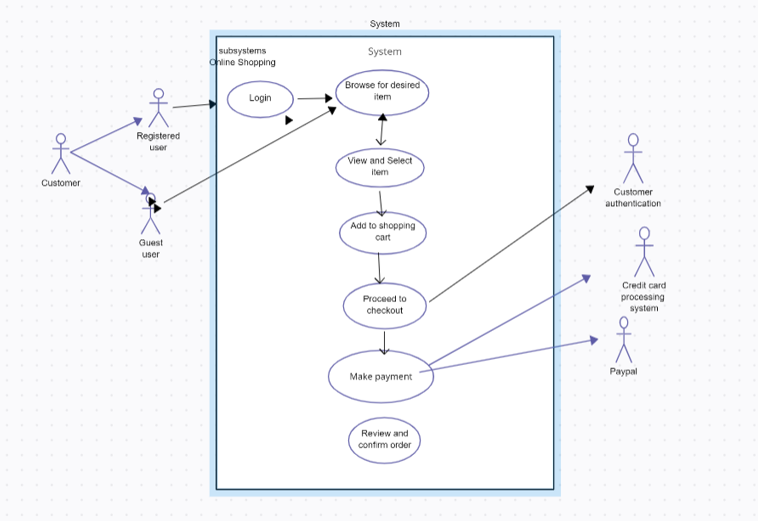 System
subsystems
Online Shopping
System
Login
Browse for desired
item
Registered
user
View and Select
item
Customer
Customer
authentication
Guest
user
Add to shopping
cart
Proceed to
checkout
Credit card
processing
system
Make payment
Paypal
Review and
confirm order